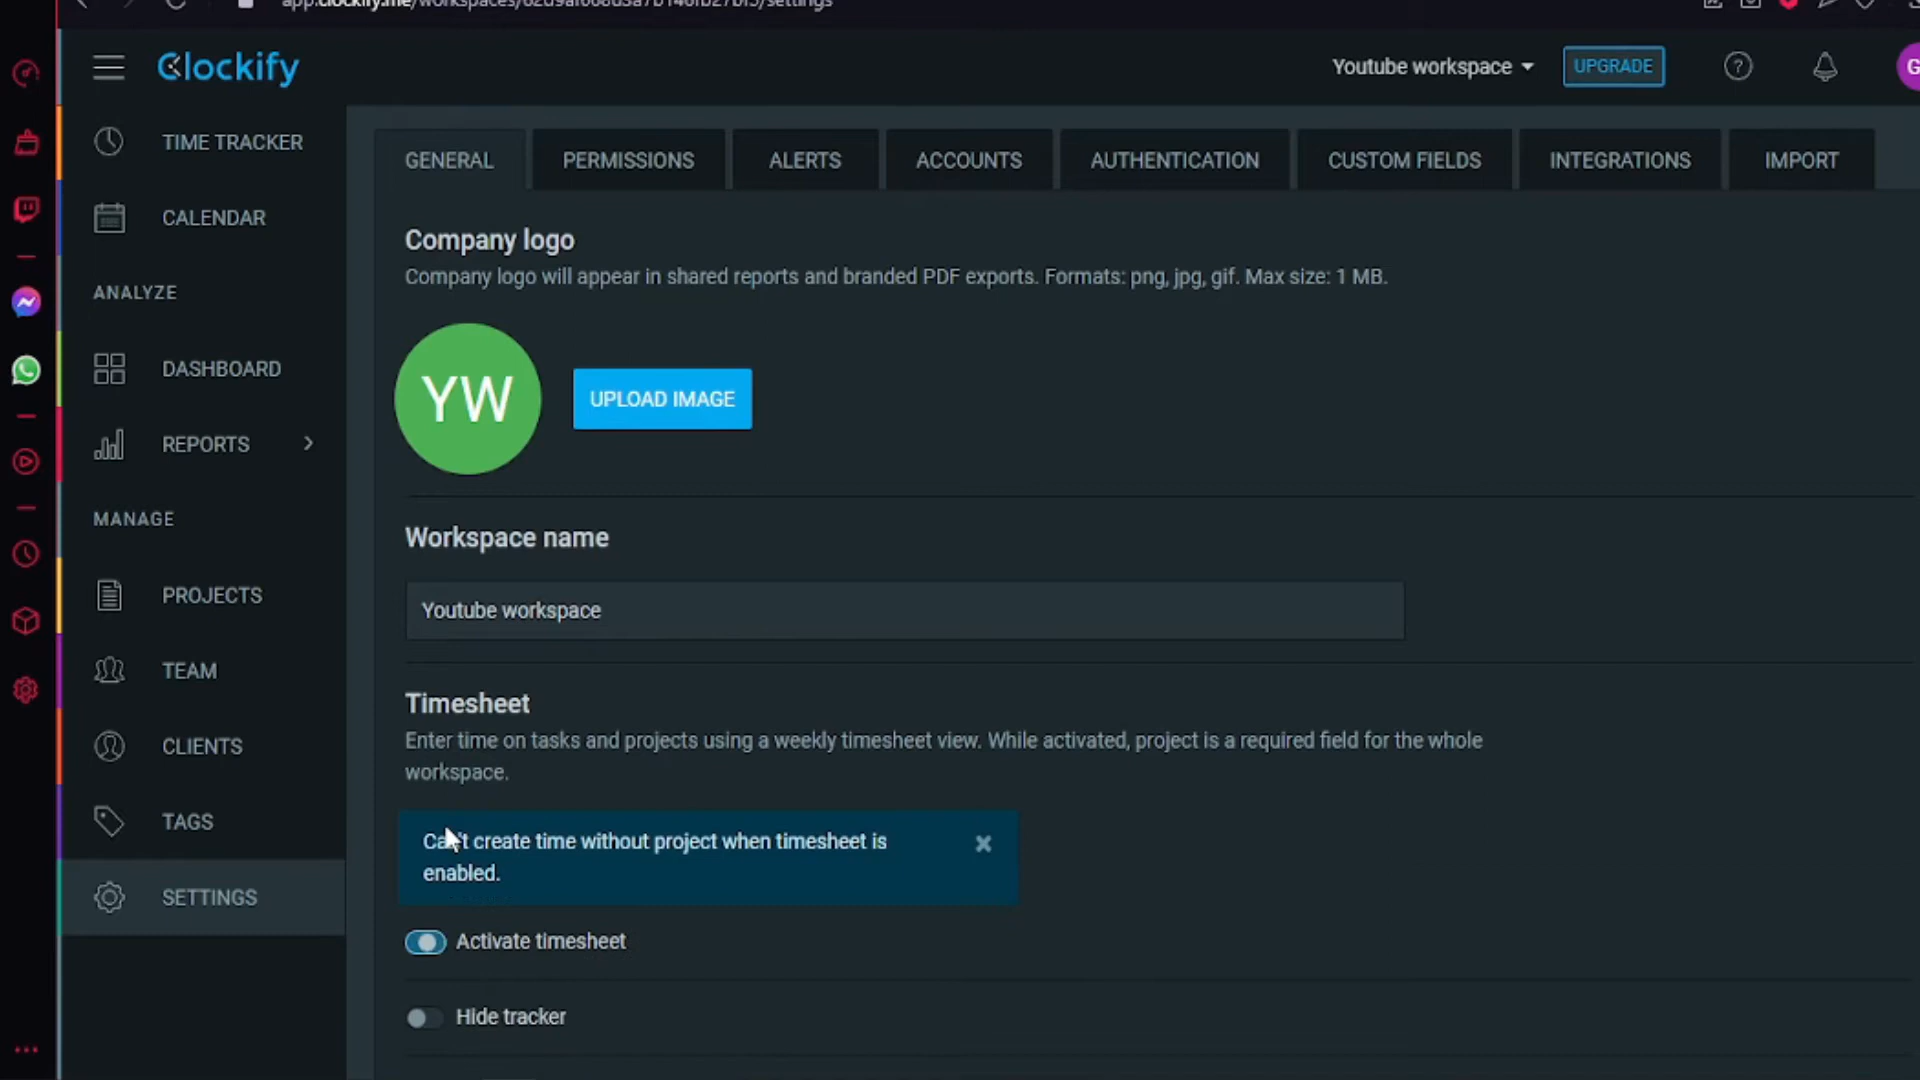 Clockify
Youtube workspace
UPGRADE
TIME TRACKER
CALENDAR
ANALYZE
DASHBOARD
REPORTS
MANAGE
PROJECTS
TEAM
CLIENTS
TAGS
SETTINGS
GENERAL
PERMISSIONS
ALERTS
ACCOUNTS
AUTHENTICATION
CUSTOM FIELDS
INTEGRATIONS
IMPORT
Company logo
Company logo will appear in shared reports and branded PDF exports. Formats: png, jpg, gif. Max size: 1 MB.
YW
UPLOAD IMAGE
Workspace name
Youtube workspace
Timesheet
Enter time on tasks and projects using a weekly timesheet view. While activated, project is a required field for the whole
workspace.
Can't create time without project when timesheet is
enabled.
Activate timesheet
Hide tracker